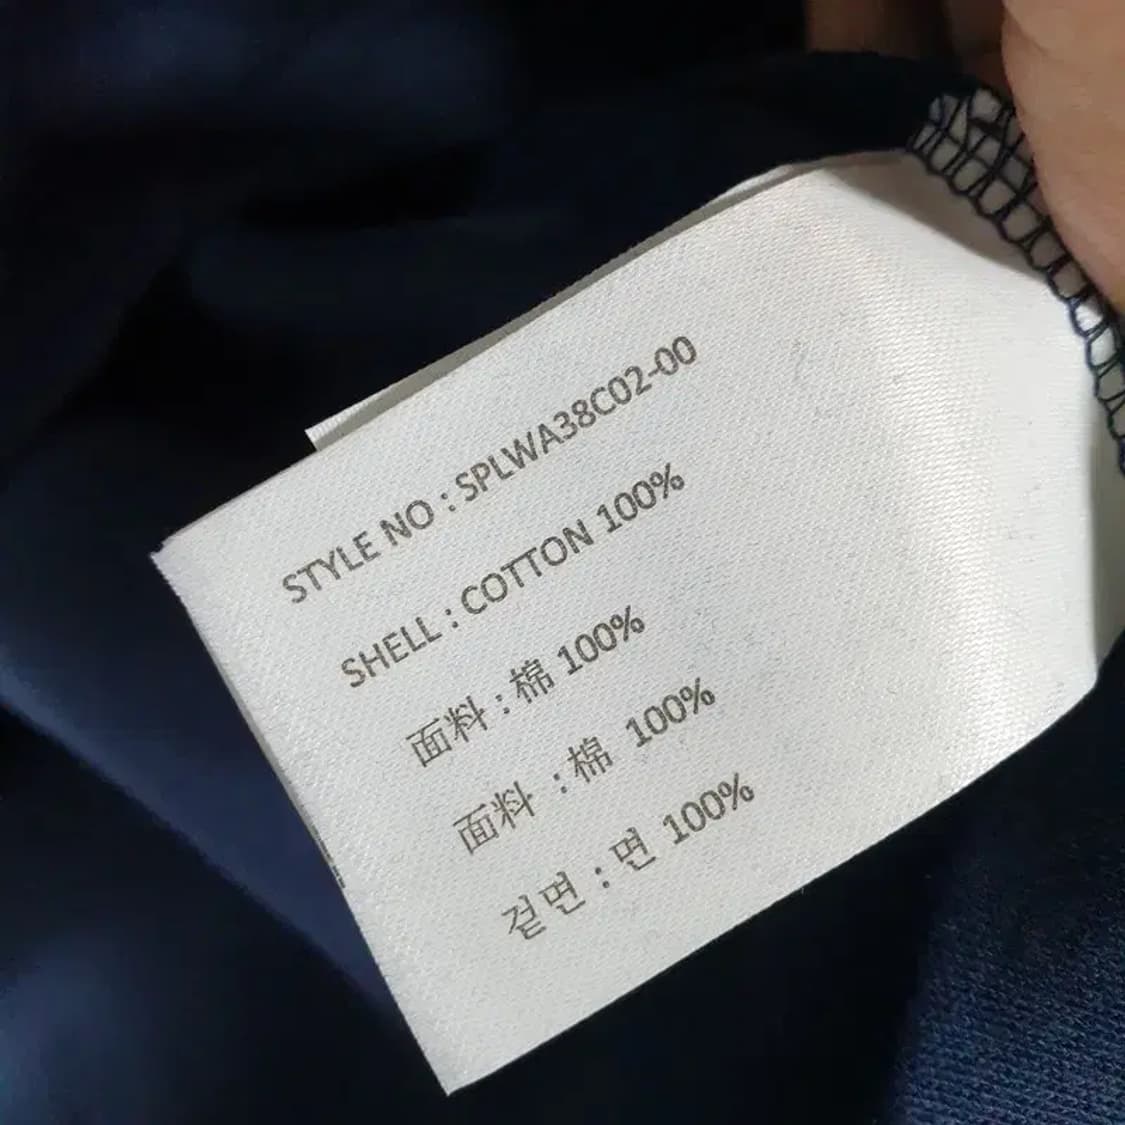 STYLE NO : SPLWA38C02-00
SHELL : COTTON 100%
面料 : 棉 100%
面料 : 棉 100%
겉면 : 면 100%